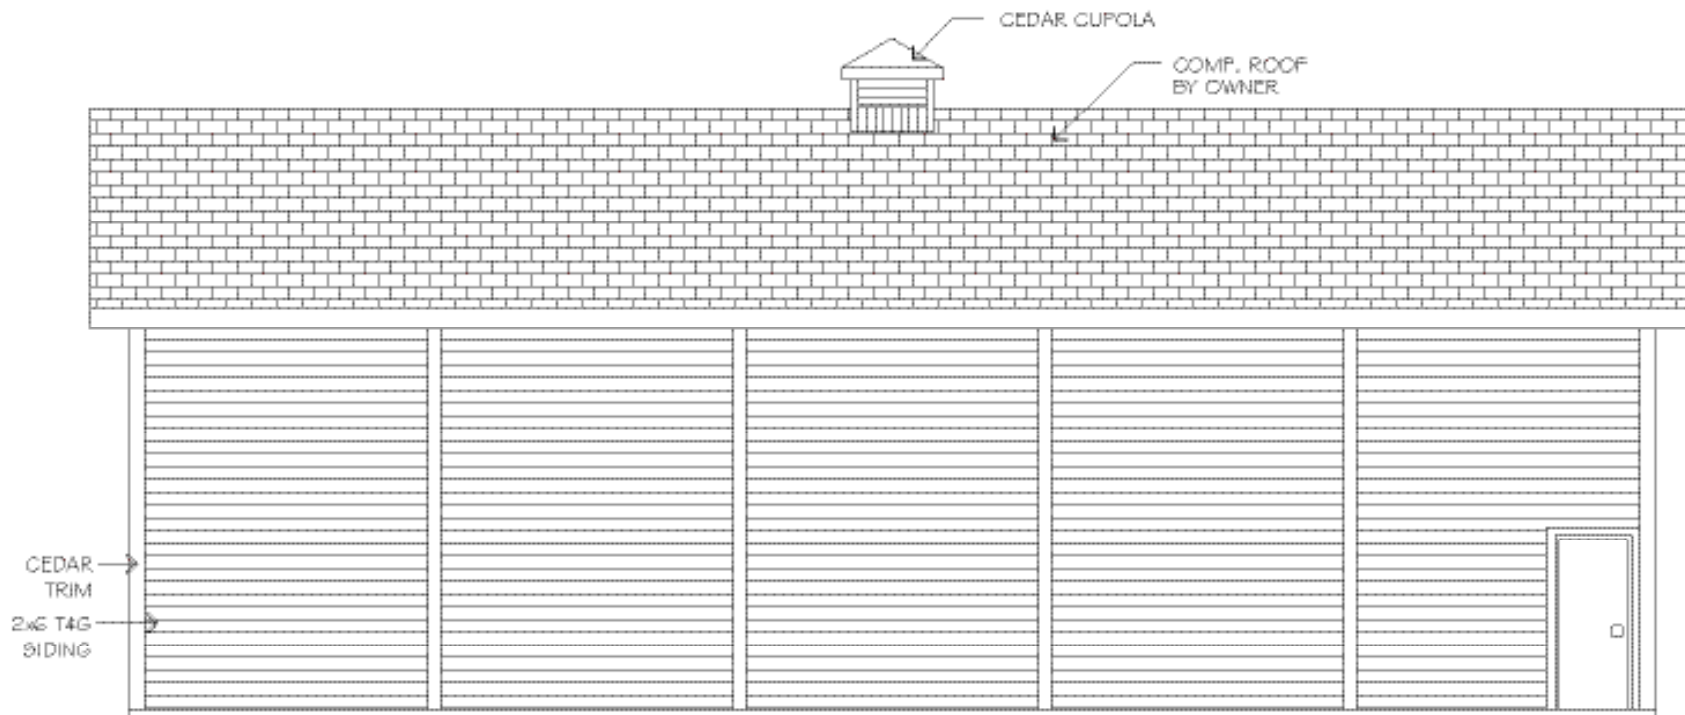 CEDAR CUPOLA
COMP. ROOF
BY OWNER
CEDAR
TRIM
2x6 T&G
SIDING